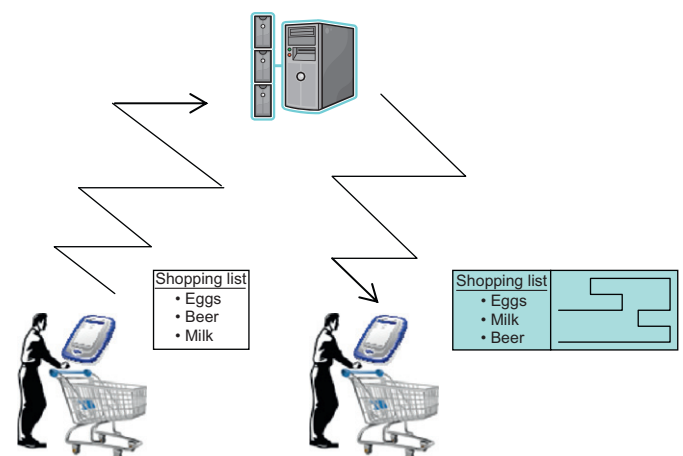 Shopping list
• Eggs
• Beer
• Milk
Shopping list
• Eggs
• Milk
• Beer